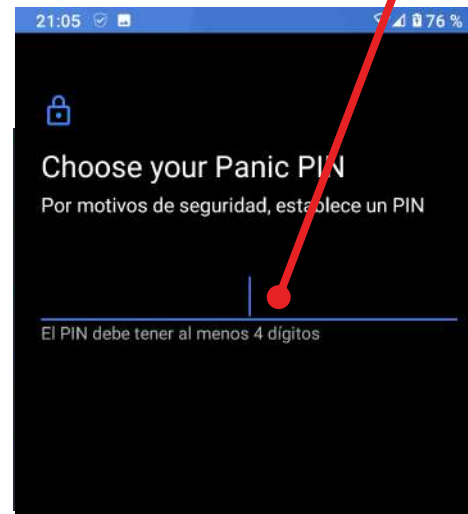 21:05 76 %
Choose your Panic PIN
Por motivos de seguridad, establece un PIN
El PIN debe tener al menos 4 dígitos